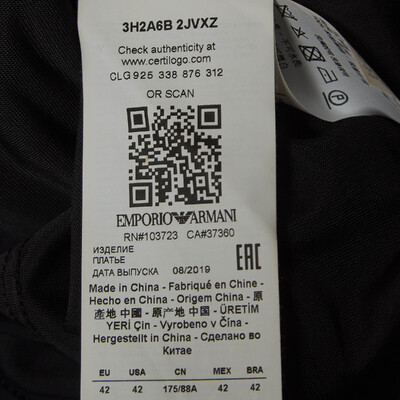 3H2A6B 2JVXZ
Check authenticity at
www.certilogo.com
CLG 925 338 876 312
OR SCAN
EMPORIO ARMANI
RN#103723 CA#37360
ИЗДЕЛИЕ
ПЛАТЬЕ
ДАТА ВЫПУСКА 08/2019
EAC
Made in China - Fabriqué en Chine -
Hecho en China - Origem China - 原
產地 中國 - 原产地 中国 - ÜRETİM
YERİ Çin - Vyrobeno v Čína -
Hergestellt in China - Сделано во
Китае
EU USA CN MEX BRA
42 42 175/88A 42 42